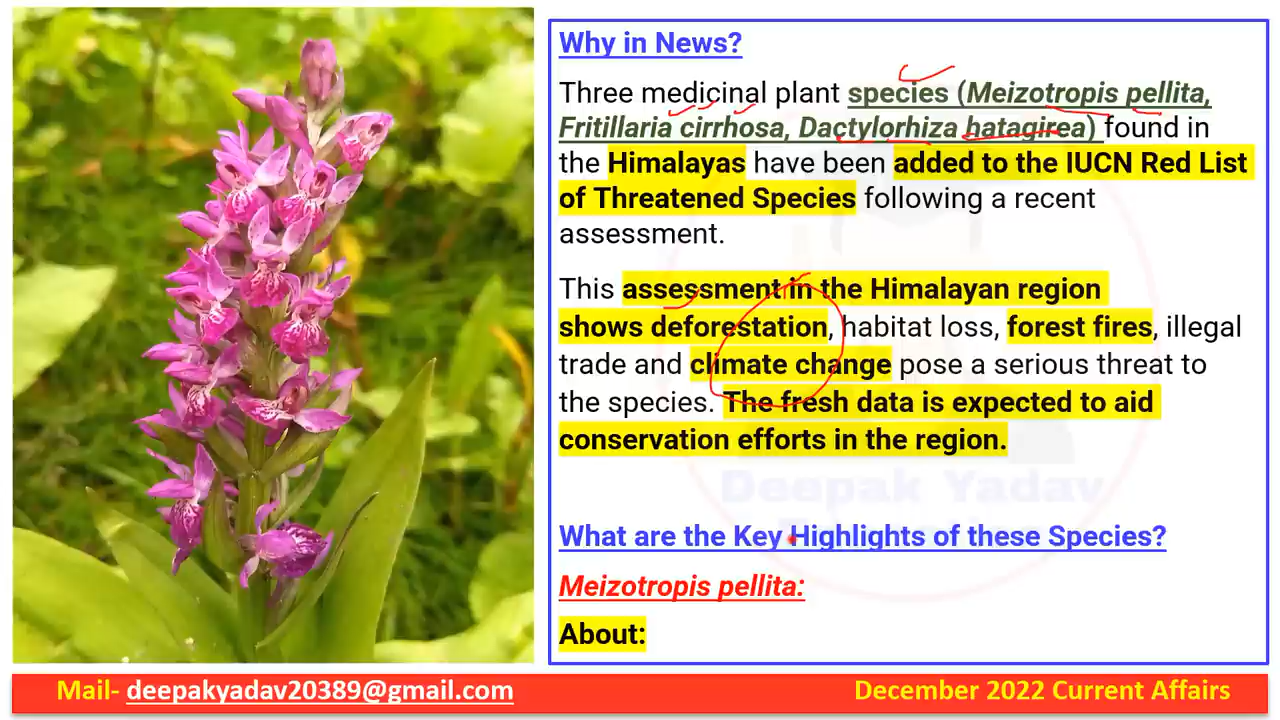 Why in News?
Three medicinal plant species (Meizotropis pellita,
Fritillaria cirrhosa, Dactylorhiza hatagirea) found in
the Himalayas have been added to the IUCN Red List
of Threatened Species following a recent
assessment.
This assessment in the Himalayan region
shows deforestation, habitat loss, forest fires, illegal
trade and climate change pose a serious threat to
the species. The fresh data is expected to aid
conservation efforts in the region.
Deepak Yadav
What are the Key Highlights of these Species?
Meizotropis pellita:
About:
Mail- deepakyadav20389@gmail.com
December 2022 Current Affairs